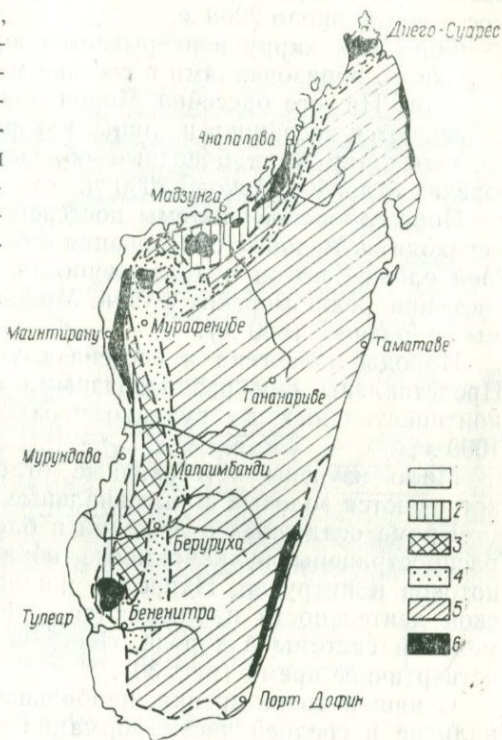 Диего-Суарес
Аналалава
Мадзунга
Мурафенубе
Маинтирану
Таматаве
Тананариве
Мурундава
Малаимбанди
Беруруха
Тулеар
Бененитра
Порт Дофин
1
2
3
4
5
6